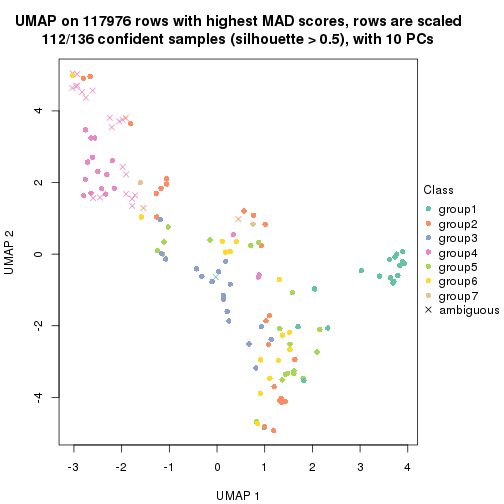 UMAP on 117976 rows with highest MAD scores, rows are scaled
112/136 confident samples (silhouette > 0.5), with 10 PCs
4
2
0
-2
-4
UMAP 2
-3
-2
-1
0
1
2
3
4
UMAP 1
Class
group1
group2
group3
group4
group5
group6
group7
ambiguous